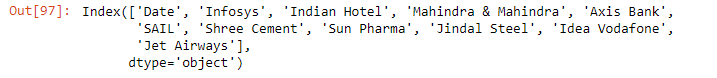 Out[97]: Index(['Date', 'Infosys', 'Indian Hotel', 'Mahindra & Mahindra', 'Axis Bank',
'SAIL', 'Shree Cement', 'Sun Pharma', 'Jindal Steel', 'Idea Vodafone',
'Jet Airways'],
dtype='object')